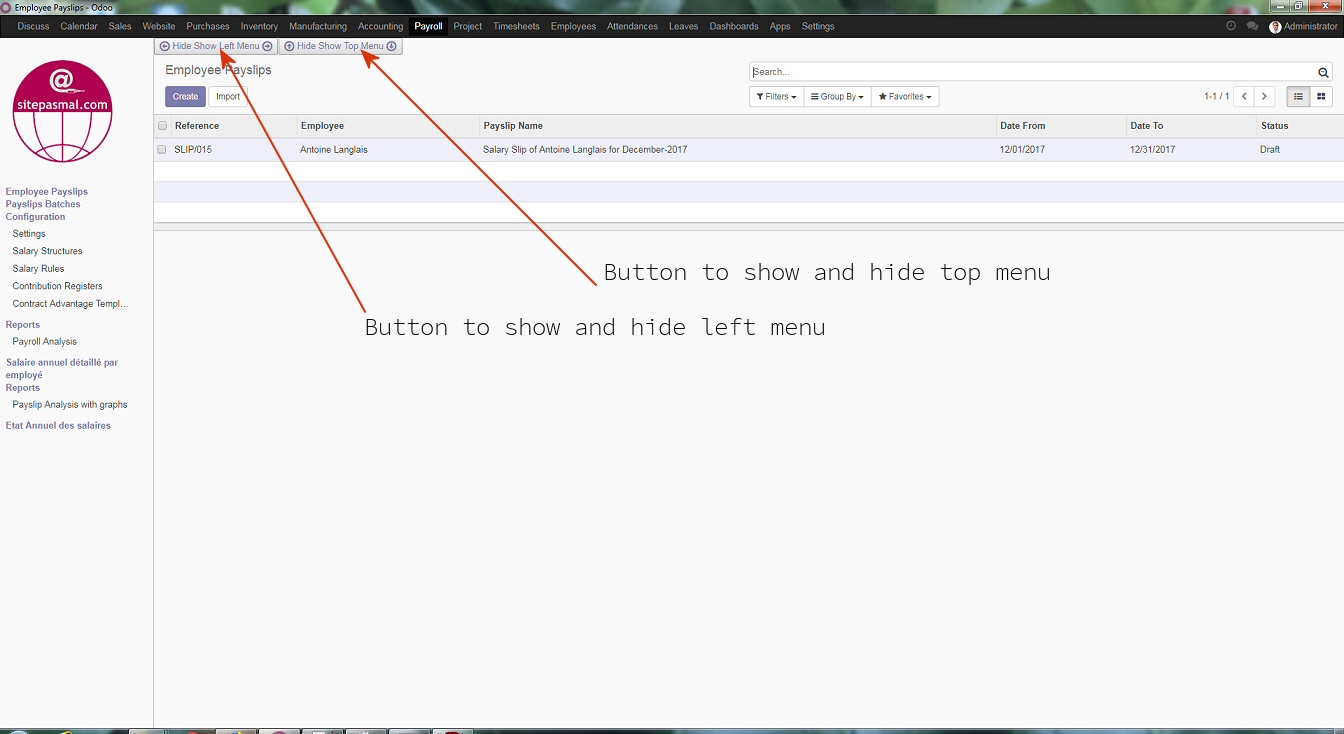 Employee Payslips - Odoo
Discuss Calendar Sales Website Purchases Inventory Manufacturing Accounting Payroll Project Timesheets Employees Attendances Leaves Dashboards Apps Settings Administrator
Hide Show Left Menu Hide Show Top Menu
@
sitepasmal.com
Employee Payslips
Search...
Create Import
Filters Group By Favorites 1-1 / 1
Reference Employee Payslip Name Date From Date To Status
SLIP/015 Antoine Langlais Salary Slip of Antoine Langlais for December-2017 12/01/2017 12/31/2017 Draft
Employee Payslips
Payslips Batches
Configuration
Settings
Salary Structures
Salary Rules
Contribution Registers
Contract Advantage Templ...
Reports
Payroll Analysis
Salaire annuel détaillé par
employé
Reports
Payslip Analysis with graphs
Etat Annuel des salaires
Button to show and hide top menu
Button to show and hide left menu